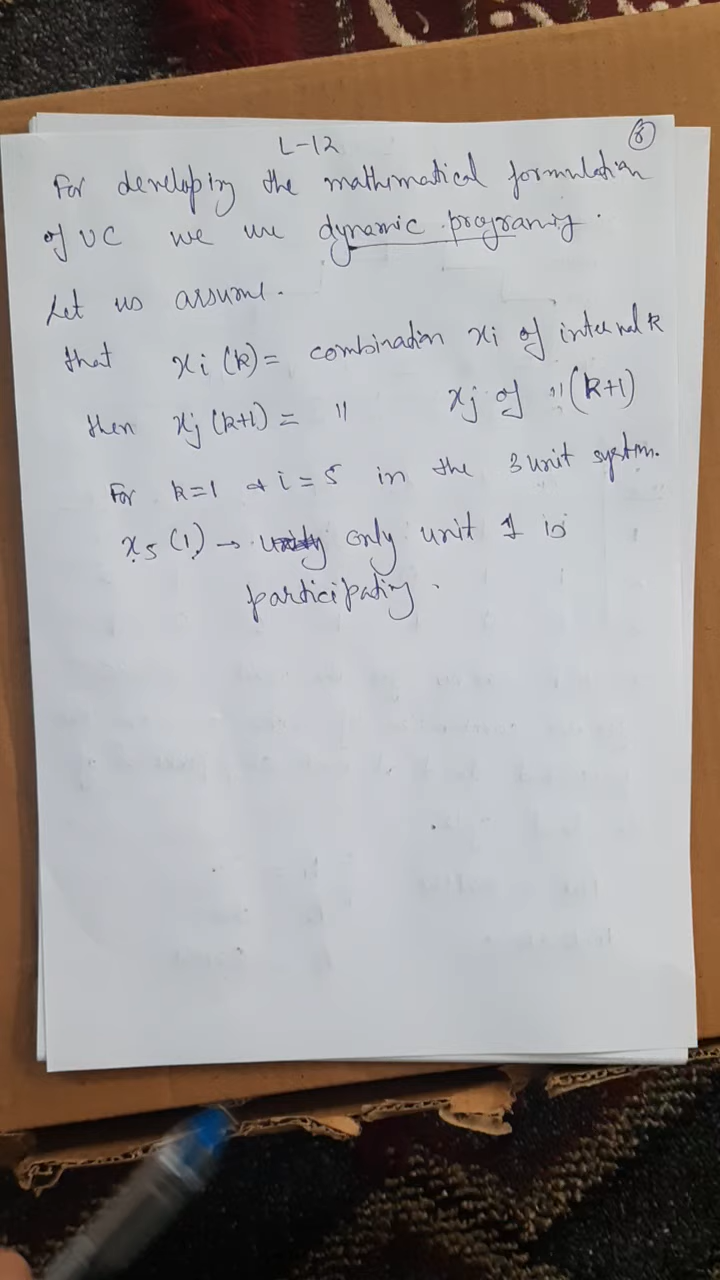 L-12
8
For developing the mathematical formulation
of UC we use dynamic programing.
Let us assume.
that xi (k) = combination xi of interval k
then xj (k+1) = " xj of " (k+1)
For k=1 & i=5 in the 3 unit system.
x5 (1) → only unit 1 is
participating.